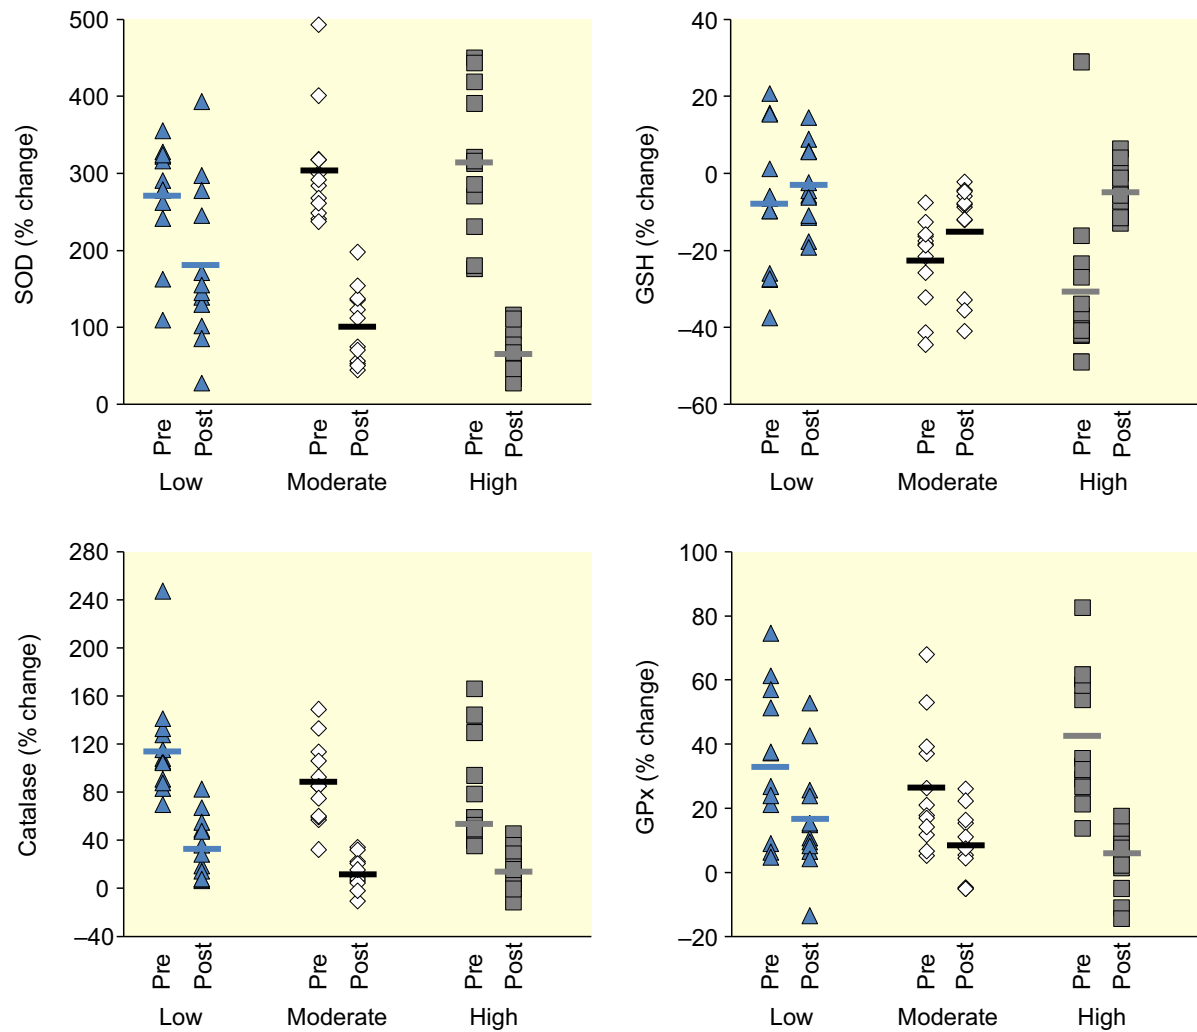 SOD (% change)
500
400
300
200
100
0
Pre
Post
Pre
Post
Pre
Post
Low
Moderate
High
GSH (% change)
40
20
0
–20
–40
–60
Pre
Post
Pre
Post
Pre
Post
Low
Moderate
High
Catalase (% change)
280
240
200
160
120
80
40
0
–40
Pre
Post
Pre
Post
Pre
Post
Low
Moderate
High
GPx (% change)
100
80
60
40
20
0
–20
Pre
Post
Pre
Post
Pre
Post
Low
Moderate
High